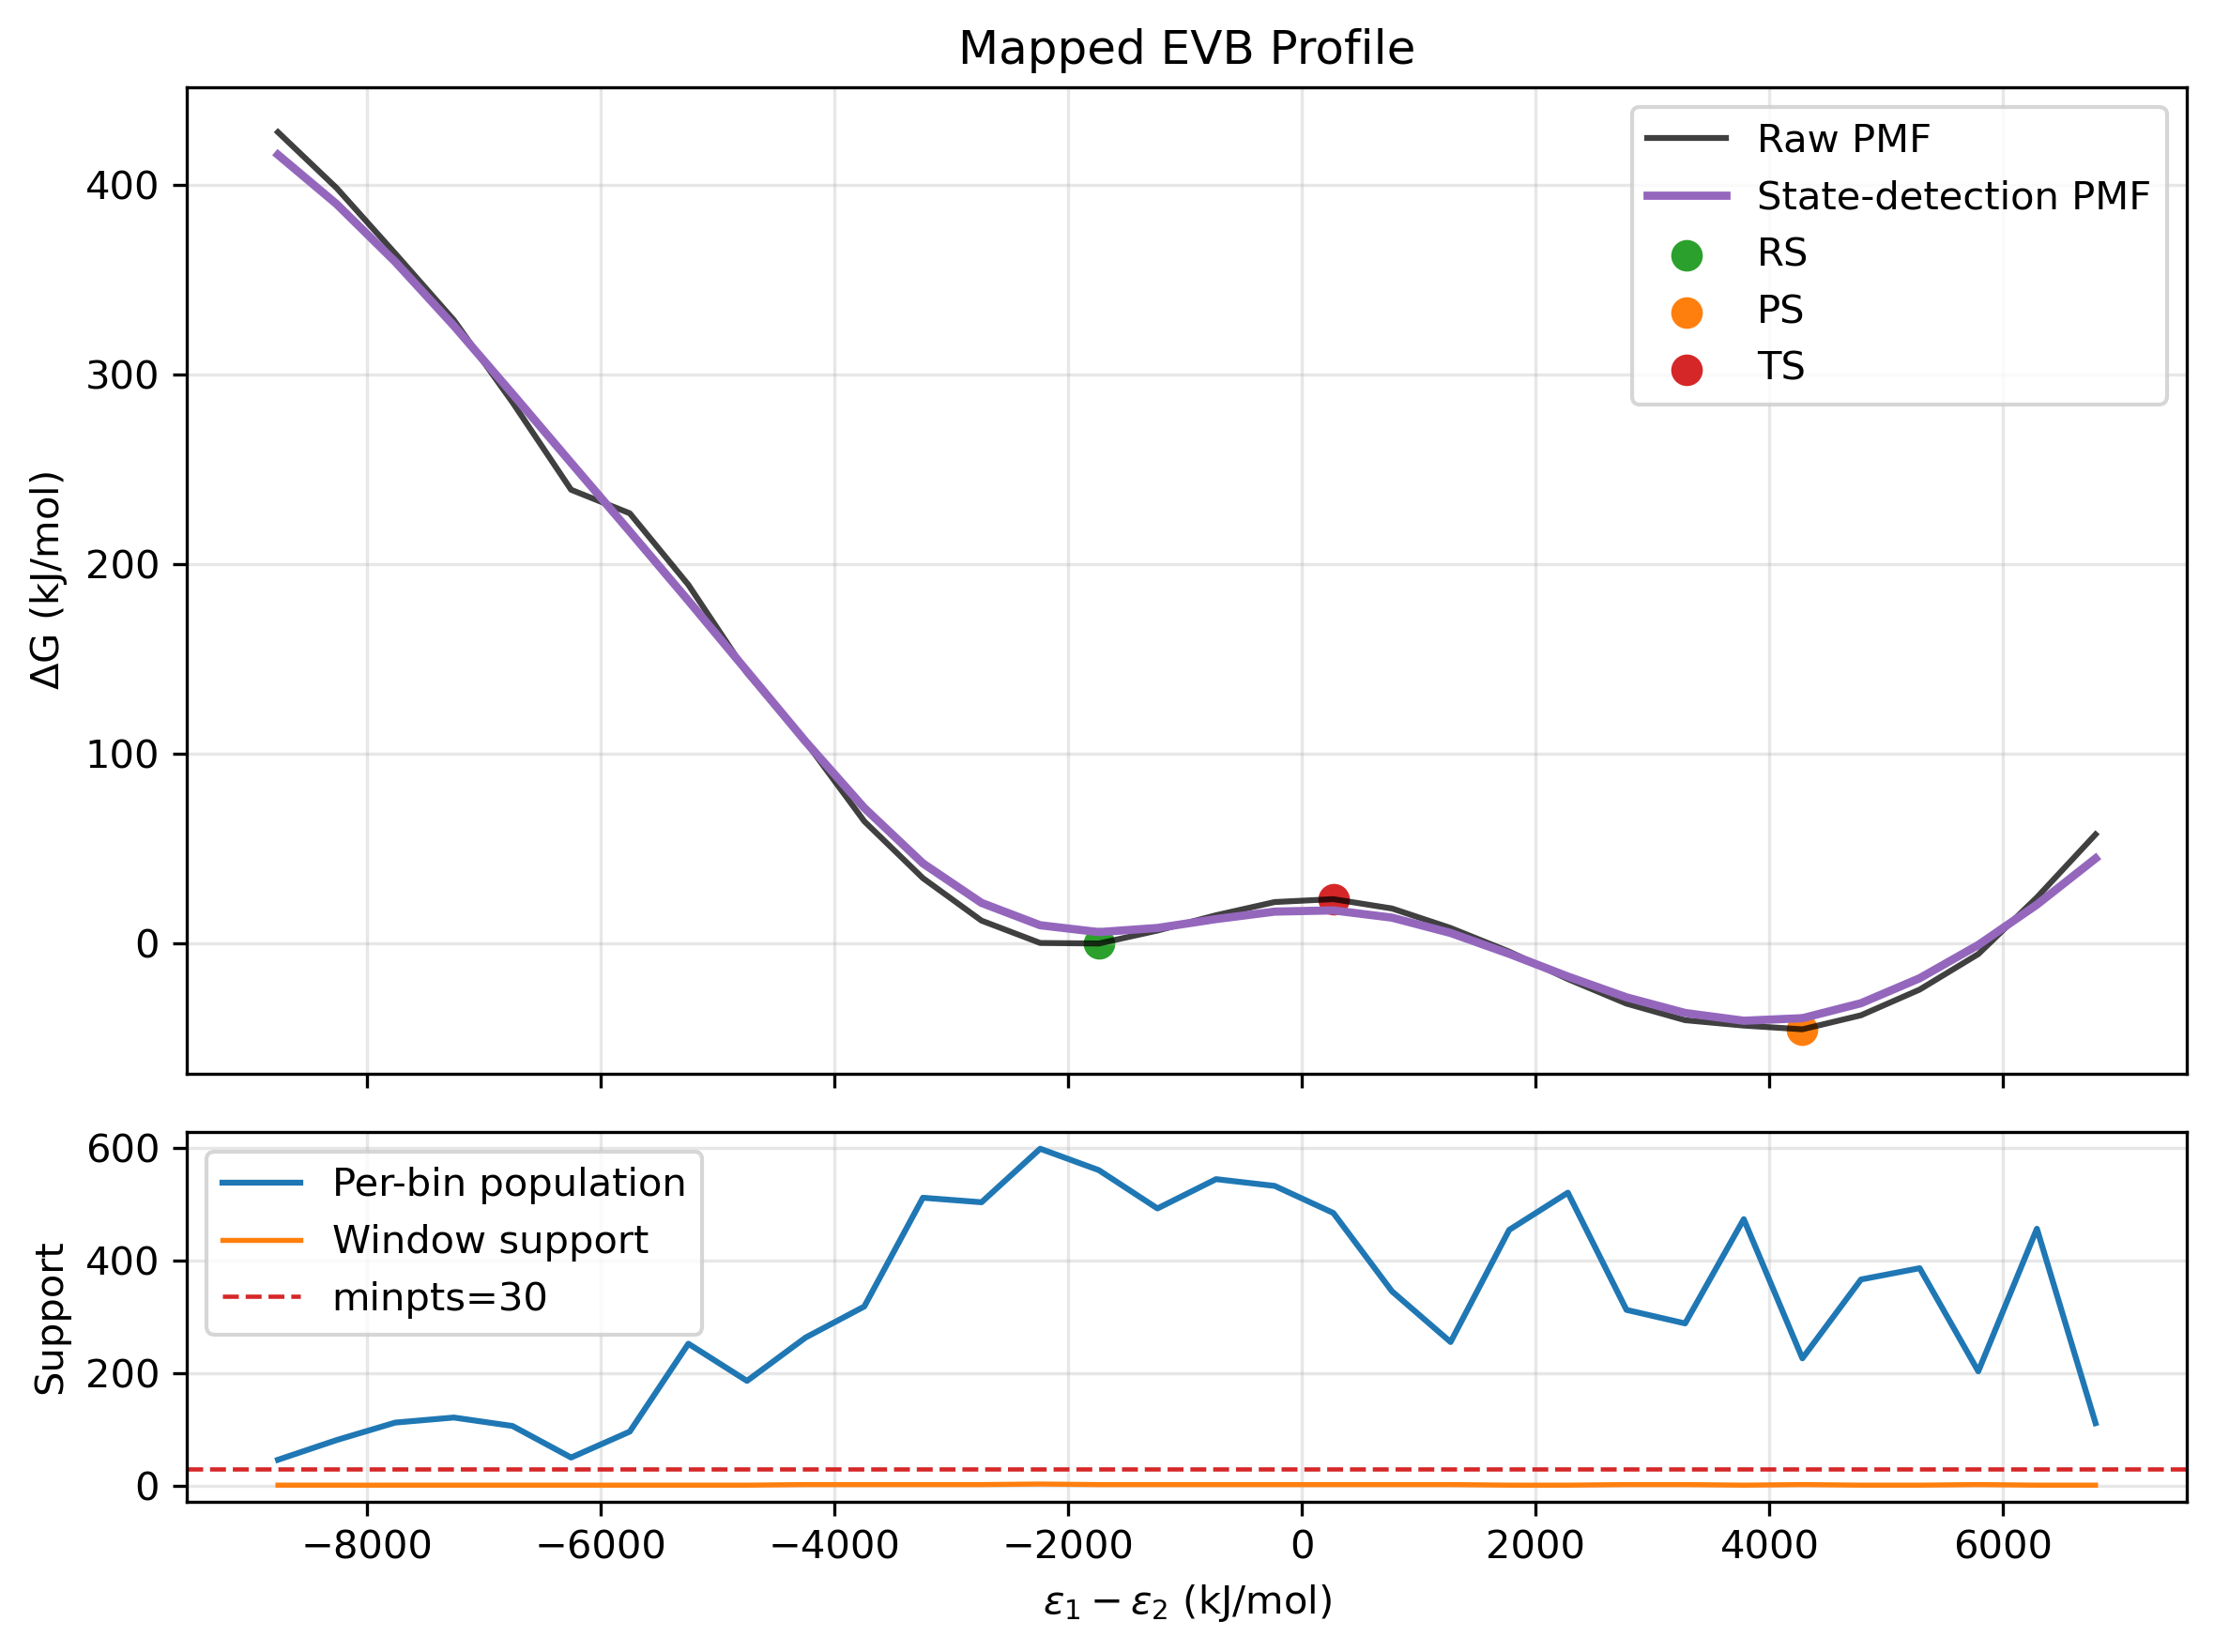 Mapped EVB Profile
ΔG (kJ/mol)
400
300
200
100
0
Raw PMF
State-detection PMF
RS
PS
TS
Support
600
400
200
0
Per-bin population
Window support
minpts=30
−8000 −6000 −4000 −2000 0 2000 4000 6000
ε₁ − ε₂ (kJ/mol)